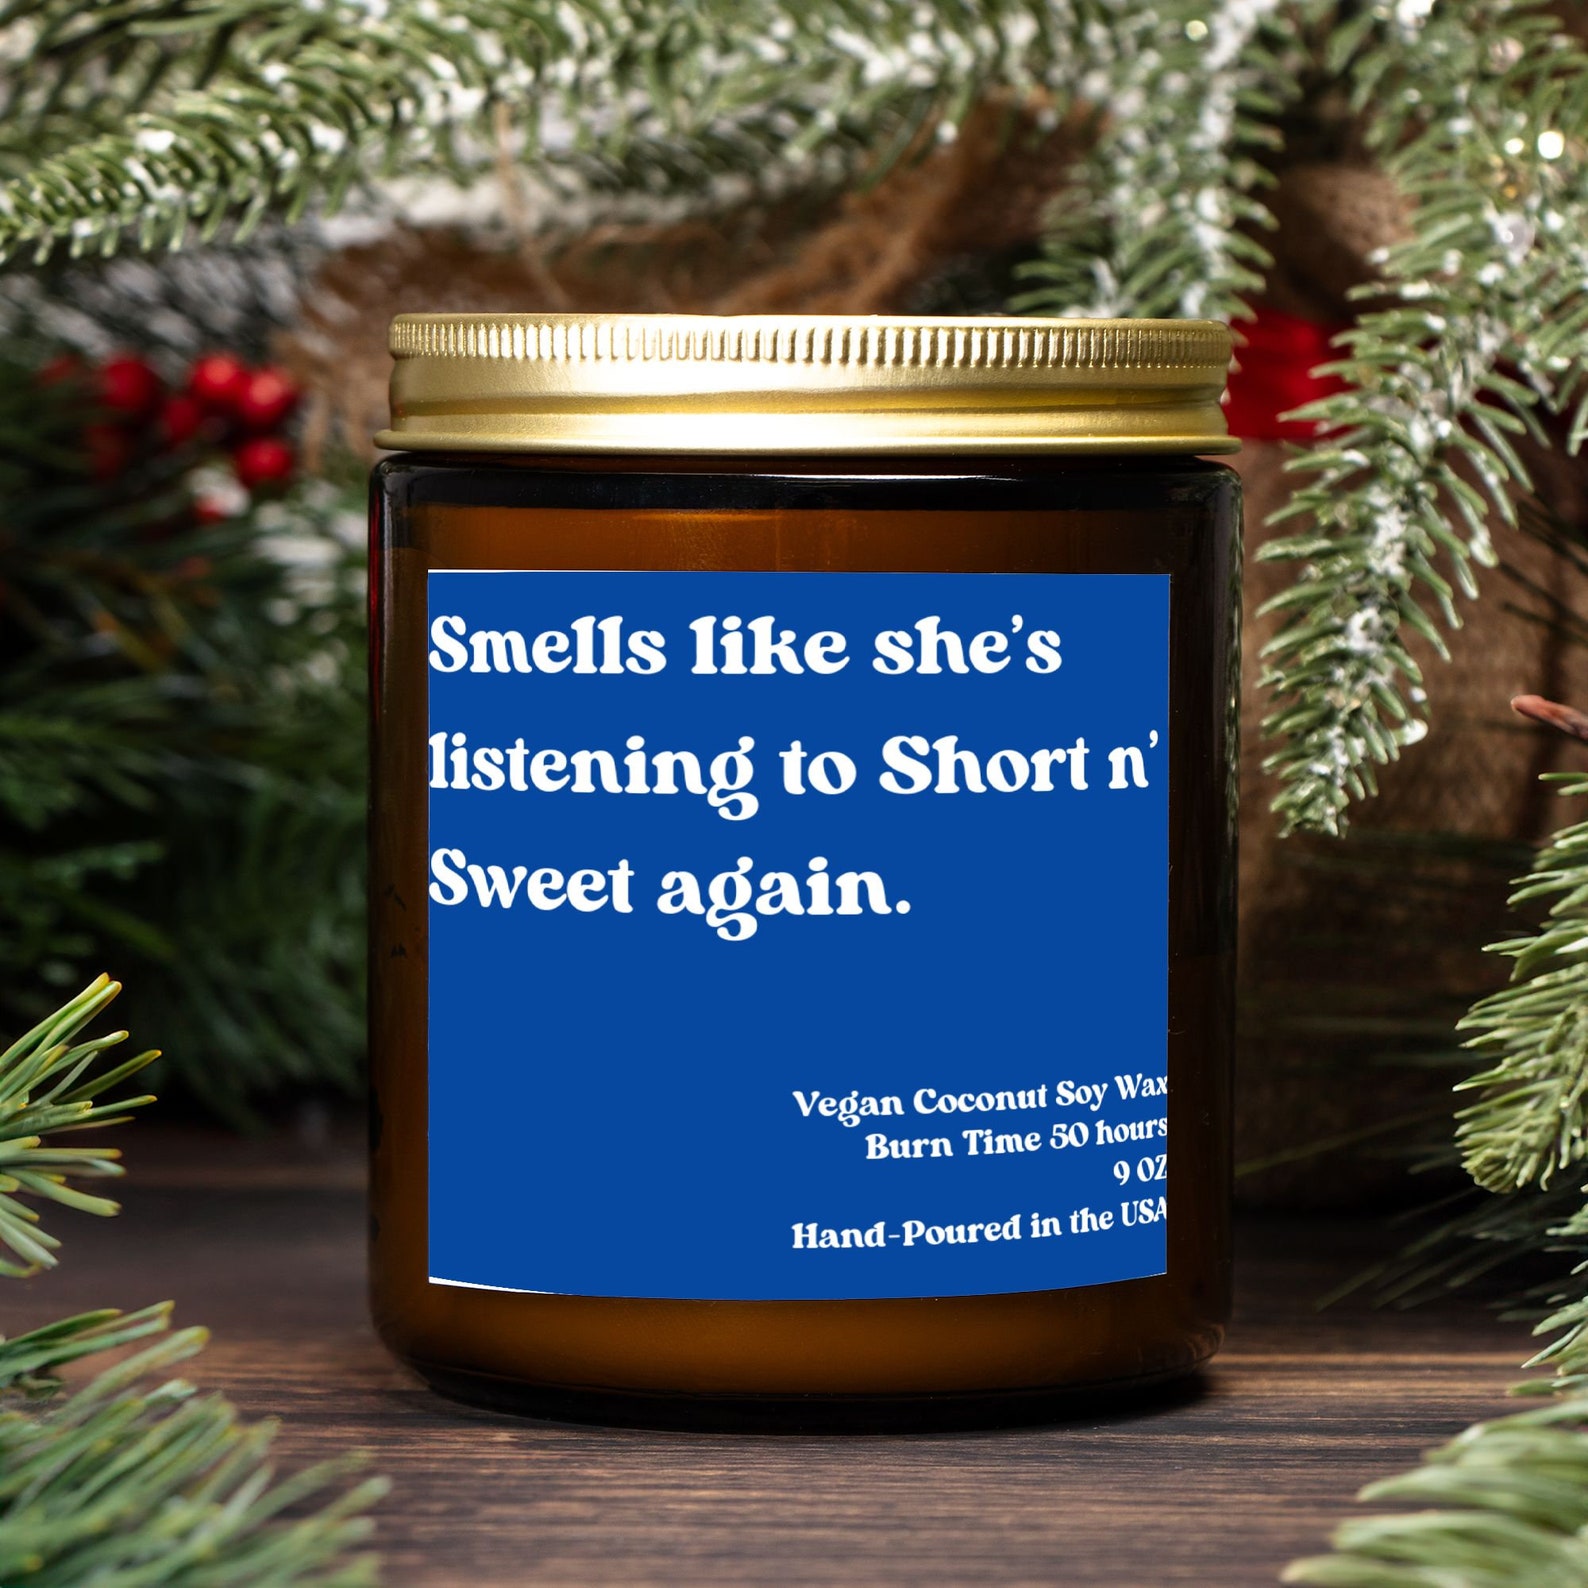 Smells like she's
listening to Short n'
Sweet again.
Vegan Coconut Soy Wax
Burn Time 50 hours
9 OZ
Hand-Poured in the USA